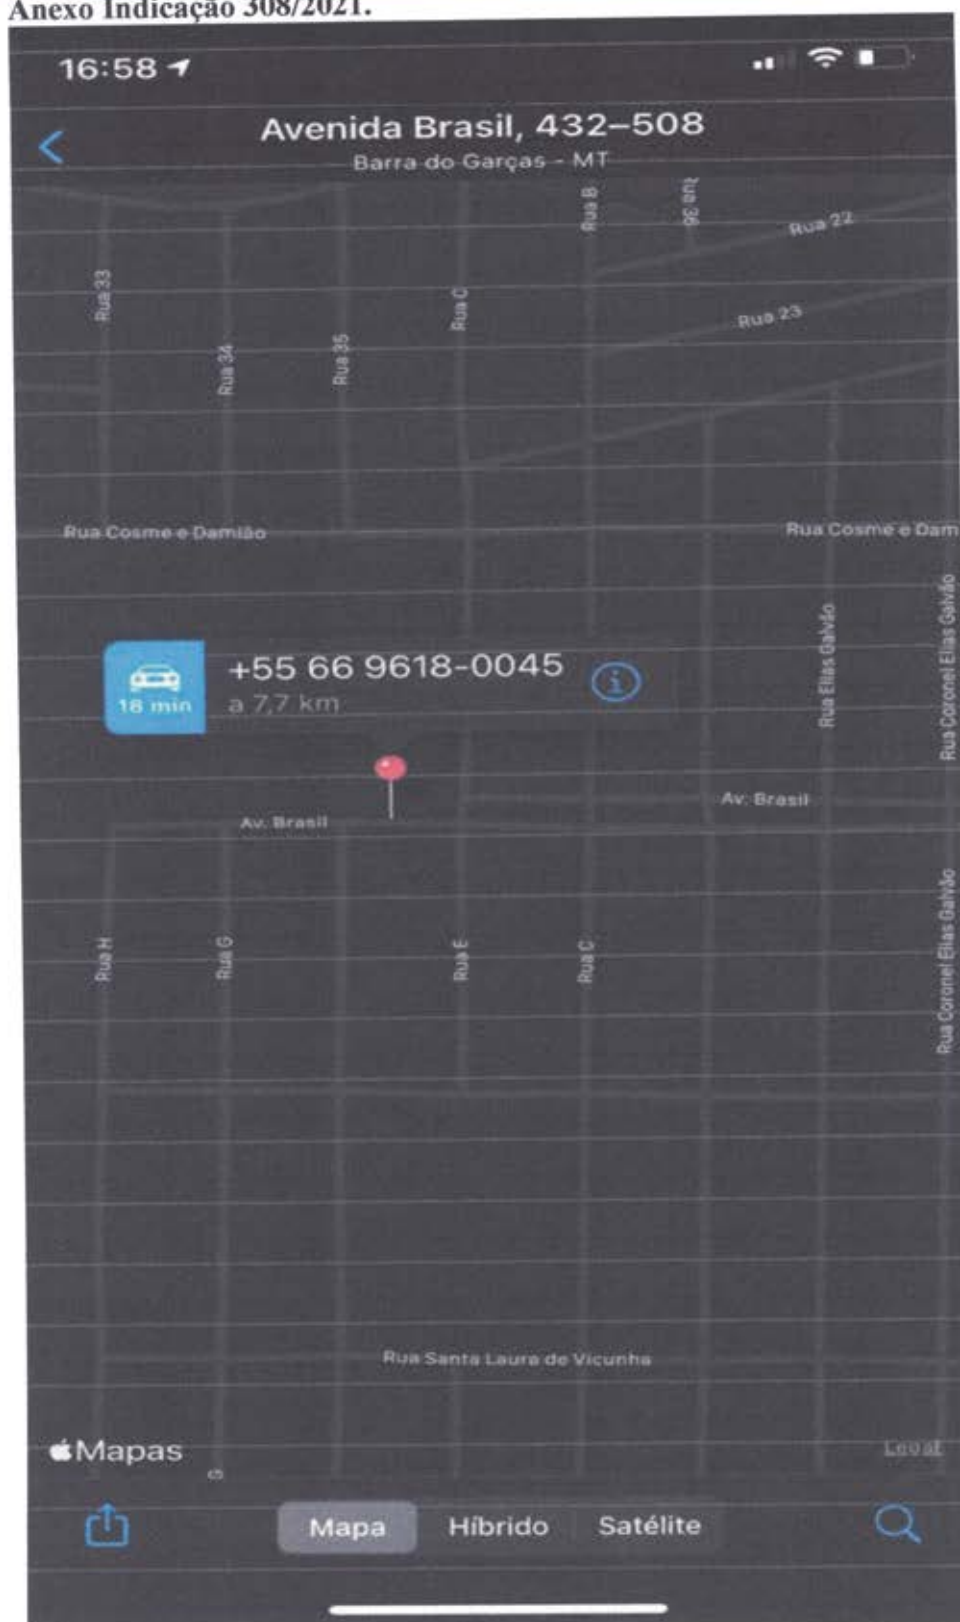 Anexo Indicação 308/2021.
16:58
Avenida Brasil, 432–508
Barra do Garças - MT
Rua B
Rua 36
Rua 22
Rua 33
Rua C
Rua 23
Rua 34
Rua 35
Rua Cosme e Damião
Rua Cosme e Dam
Rua Elias Galvão
Rua Coronel Elias Galvão
+55 66 9618-0045
18 min
a 7,7 km
Av. Brasil
Av. Brasil
Rua H
Rua G
Rua E
Rua Coronel Elias Galvão
Rua Santa Laura de Vicunha
Mapas
Legal
G
Mapa
Híbrido
Satélite